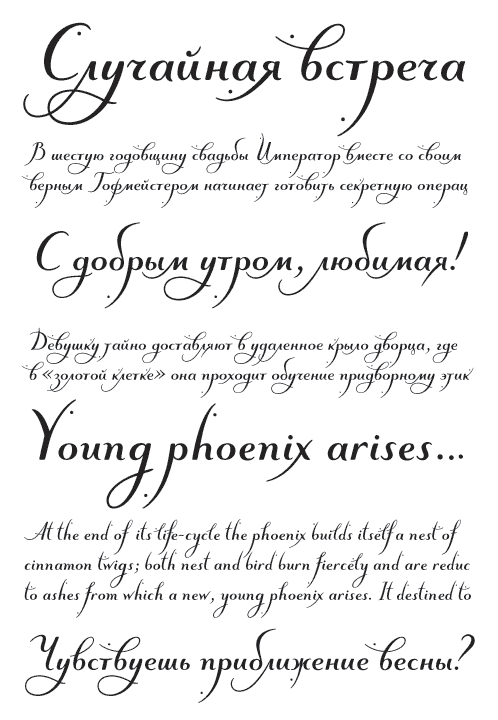 Случайная встреча
В шестую годовщину свадьбы Император вместе со своим
верным Гофмейстером начинает готовить секретную операц
С добрым утром, любимая!
Девушку тайно доставляют в удаленное крыло дворца, где
в «золотой клетке» она проходит обучение придворному этик
Young phoenix arises...
At the end of its life-cycle the phoenix builds itself a nest of
cinnamon twigs; both nest and bird burn fiercely and are reduc
to ashes from which a new, young phoenix arises. It destined to
Чувствуешь приближение весны?